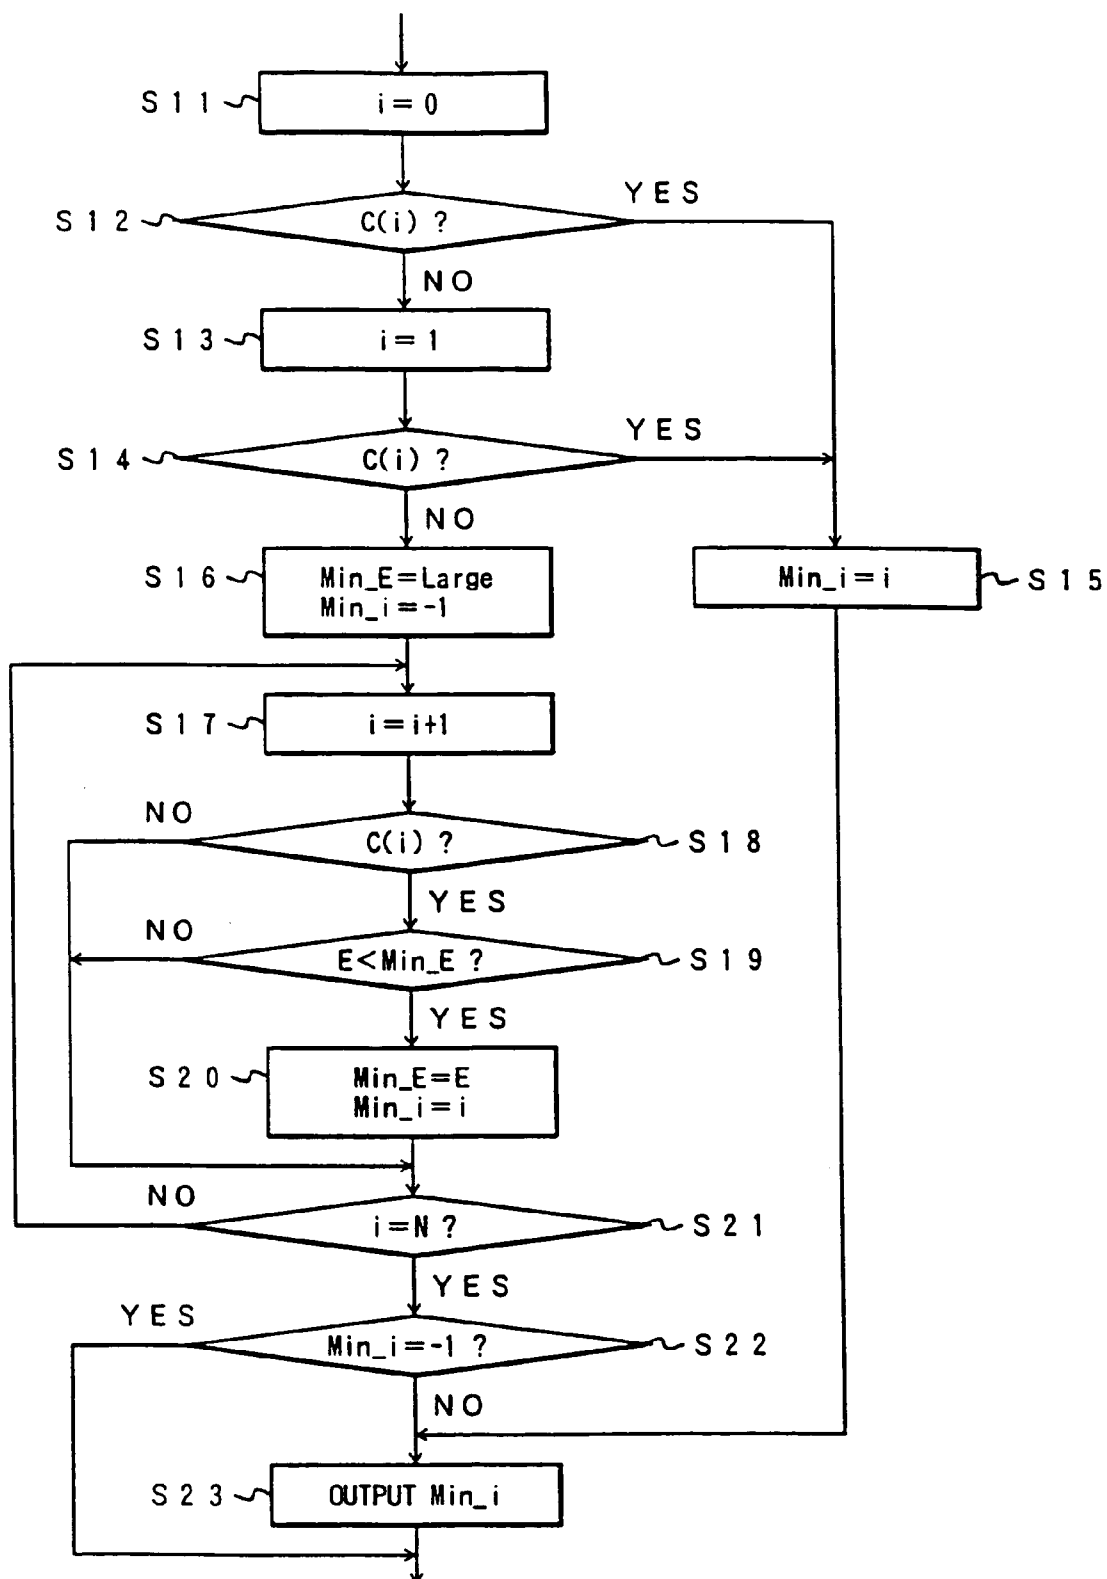 S11
i=0
YES
S12
C(i) ?
NO
S13
i=1
YES
S14
C(i) ?
NO
S16
Min_E=Large
Min_i=-1
Min_i=i
S15
S17
i=i+1
NO
C(i) ?
S18
YES
NO
E<Min_E ?
S19
YES
S20
Min_E=E
Min_i=i
NO
i=N ?
S21
YES
YES
Min_i=-1 ?
S22
NO
S23
OUTPUT Min_i